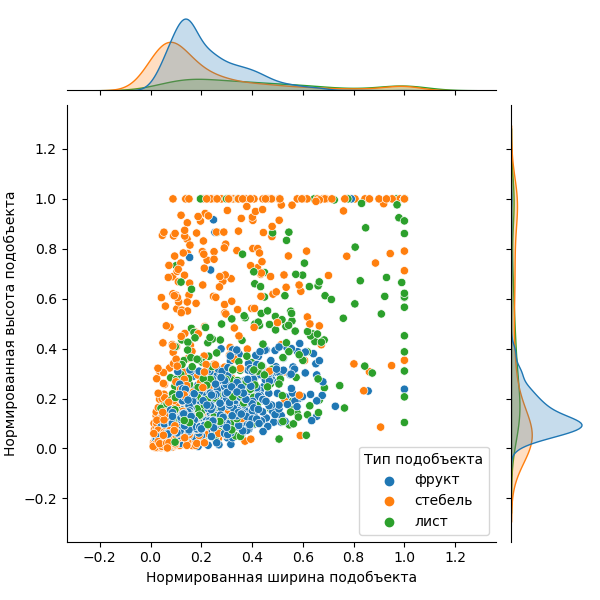 Нормированная высота подобъекта
1.2
1.0
0.8
0.6
0.4
0.2
0.0
−0.2
Тип подобъекта
фрукт
стебель
лист
−0.2 0.0 0.2 0.4 0.6 0.8 1.0 1.2
Нормированная ширина подобъекта